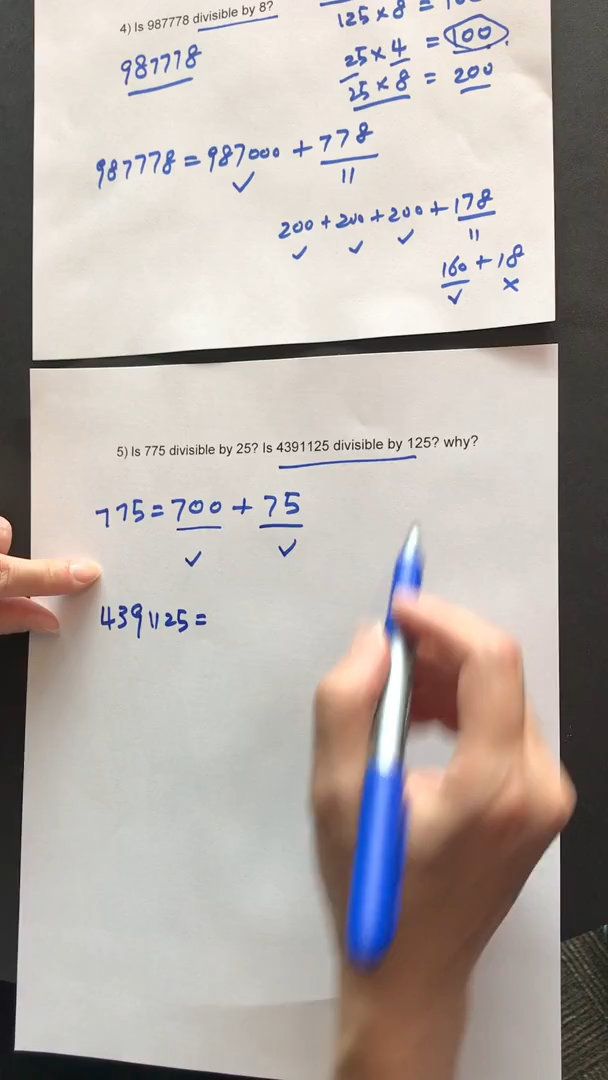 4) Is 987778 divisible by 8?
125 × 8 =
987778
25 × 4 = 100
25 × 8 = 200
987778 = 987000 + 778
11
200 + 200 + 200 + 178
11
160 + 18
5) Is 775 divisible by 25? Is 4391125 divisible by 125? why?
775 = 700 + 75
4391125 =